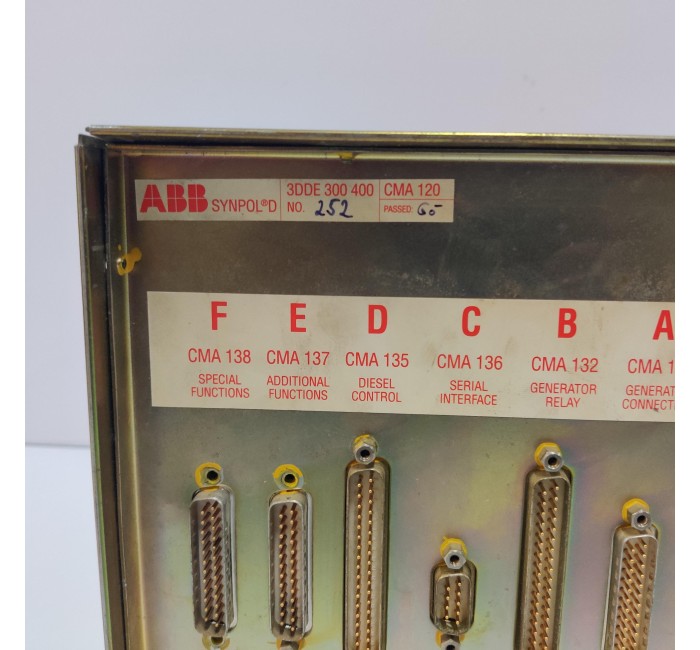 ABB SYNPOL®D 3DDE 300 400 CMA 120
NO. 252 PASSED:
F E D C B A
CMA 138 CMA 137 CMA 135 CMA 136 CMA 132 CMA
SPECIAL ADDITIONAL DIESEL SERIAL GENERATOR
FUNCTIONS FUNCTIONS CONTROL INTERFACE RELAY